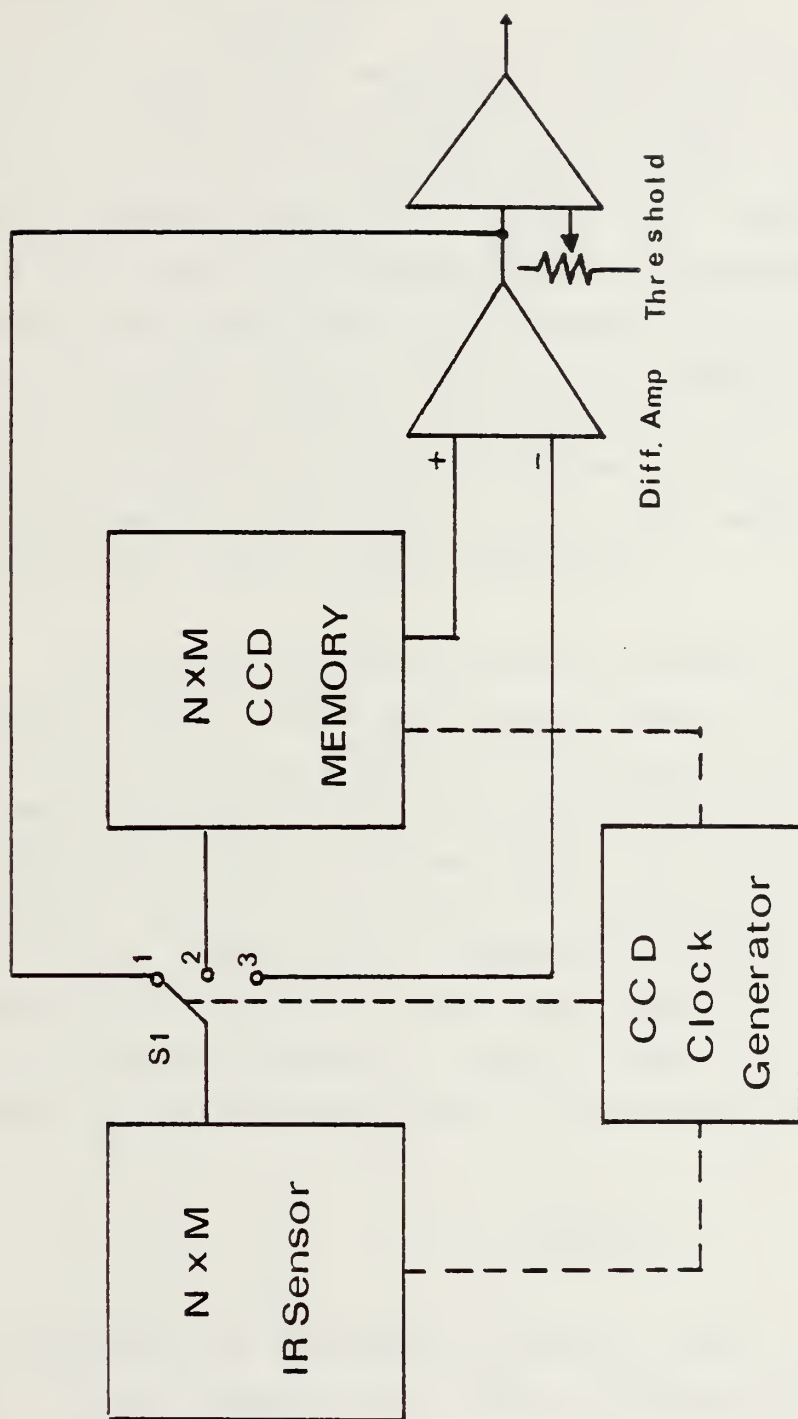 N x M
IR Sensor
S1
1
2
3
N x M
CCD
MEMORY
+
-
Diff. Amp
Threshold
CCD
Clock
Generator